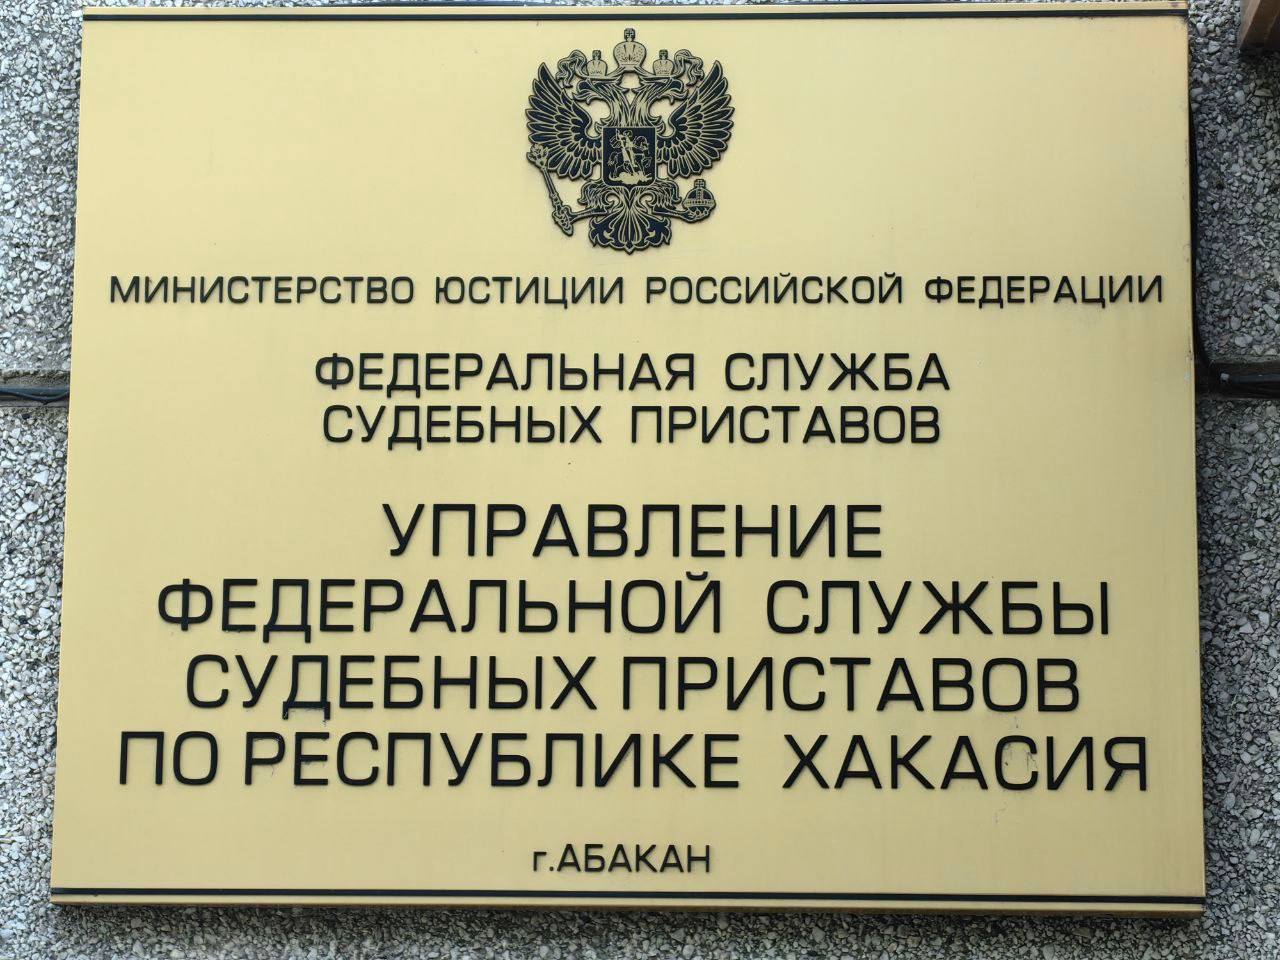 МИНИСТЕРСТВО ЮСТИЦИИ РОССИЙСКОЙ ФЕДЕРАЦИИ
ФЕДЕРАЛЬНАЯ СЛУЖБА
СУДЕБНЫХ ПРИСТАВОВ
УПРАВЛЕНИЕ
ФЕДЕРАЛЬНОЙ СЛУЖБЫ
СУДЕБНЫХ ПРИСТАВОВ
ПО РЕСПУБЛИКЕ ХАКАСИЯ
г.АБАКАН